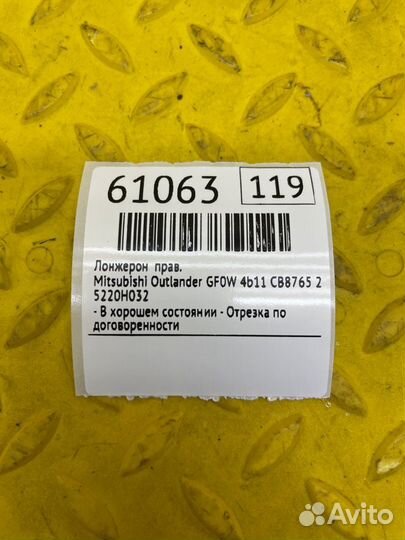 61063 119
Лонжерон прав.
Mitsubishi Outlander GF0W 4b11 CB8765 2
5220H032
- В хорошем состоянии - Отрезка по
договоренности
Avito